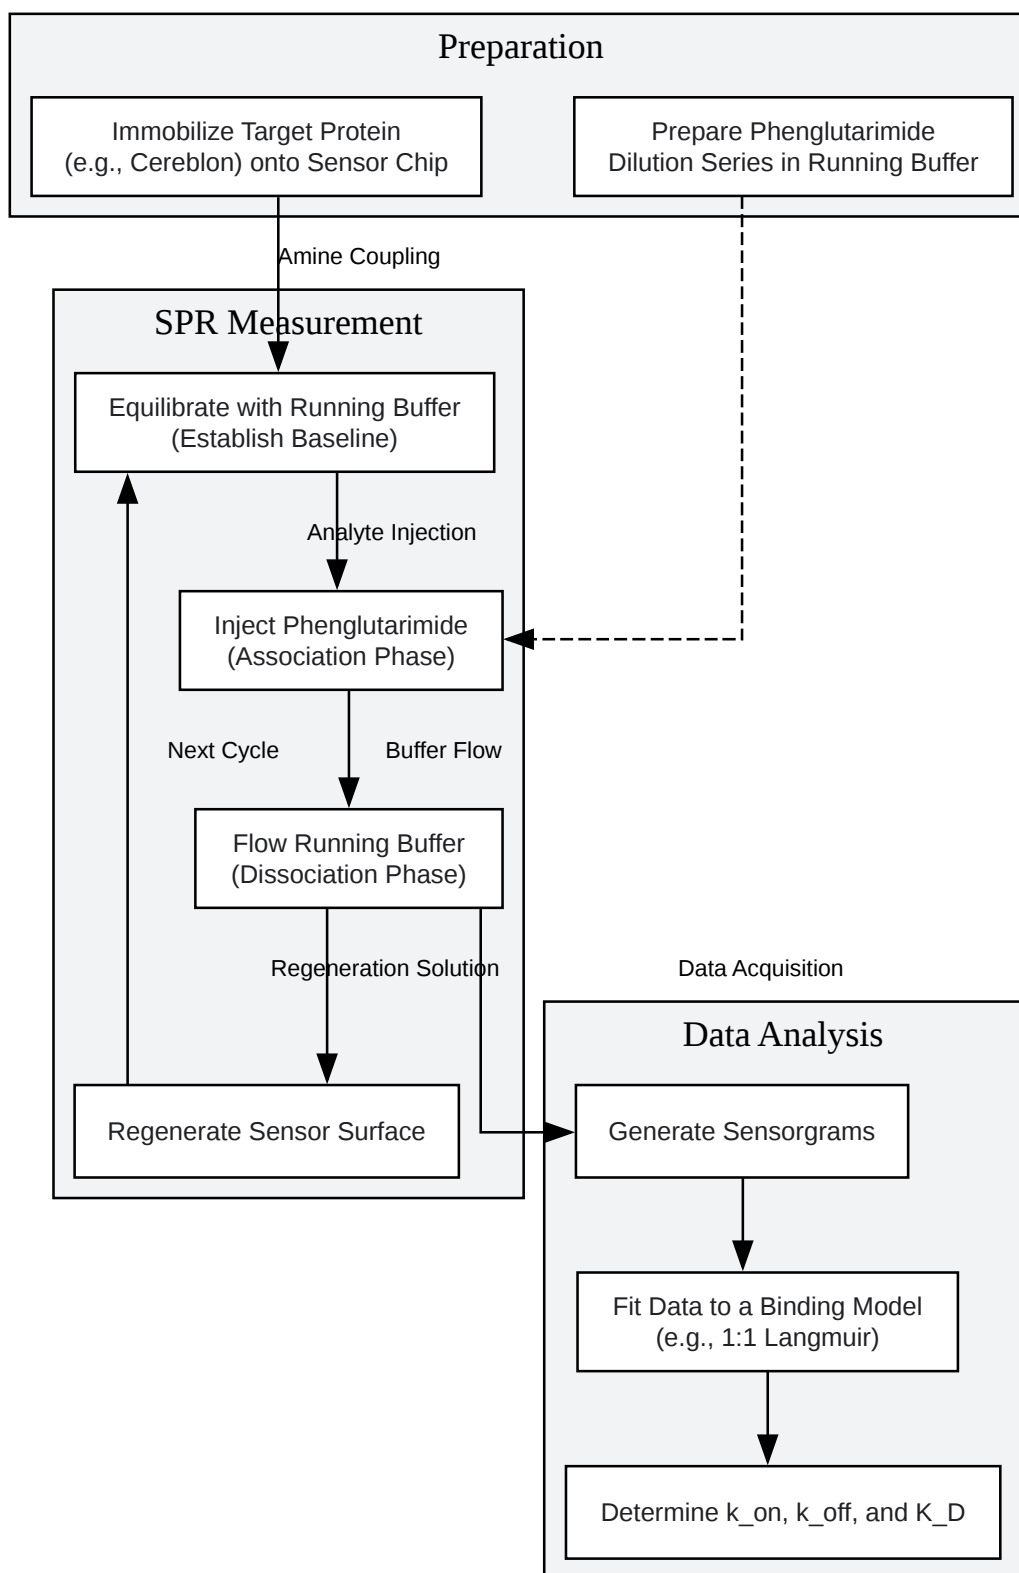 Preparation
Immobilize Target Protein
(e.g., Cereblon) onto Sensor Chip
Prepare Phenglutarimide
Dilution Series in Running Buffer
Amine Coupling
SPR Measurement
Equilibrate with Running Buffer
(Establish Baseline)
Analyte Injection
Inject Phenglutarimide
(Association Phase)
Next Cycle
Buffer Flow
Flow Running Buffer
(Dissociation Phase)
Regeneration Solution
Data Acquisition
Regenerate Sensor Surface
Data Analysis
Generate Sensorgrams
Fit Data to a Binding Model
(e.g., 1:1 Langmuir)
Determine k_on, k_off, and K_D